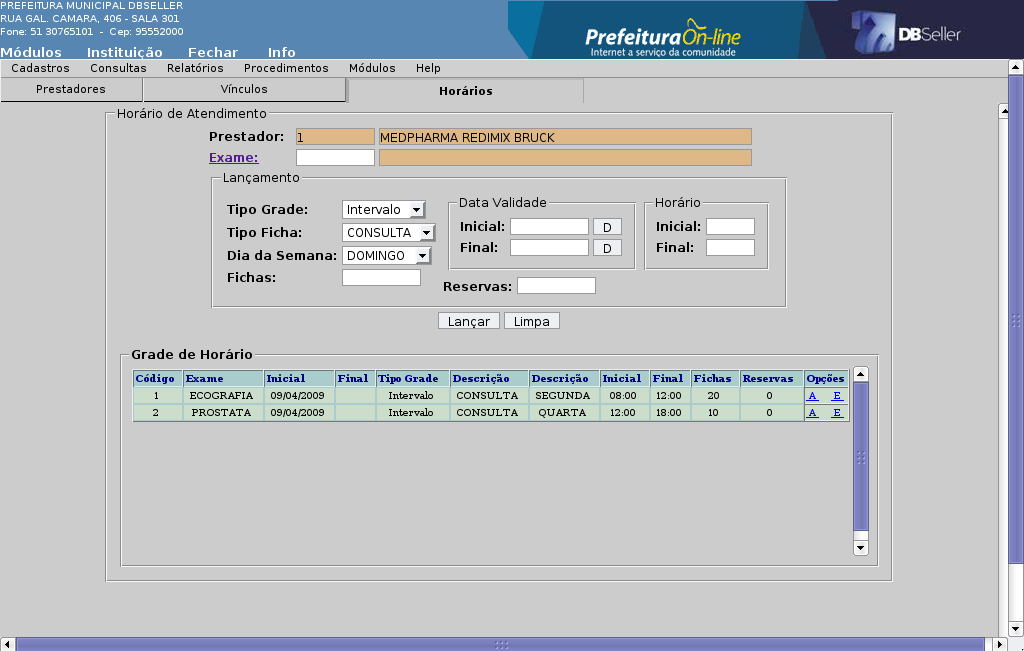 PREFEITURA MUNICIPAL DBSELLER
RUA GAL. CAMARA, 406 - SALA 301
Fone: 51 30765101 - Cep: 95552000
PrefeituraOn-line
Internet a serviço da comunidade
DBSeller
Módulos Instituição Fechar Info
Cadastros Consultas Relatórios Procedimentos Módulos Help
Prestadores Vínculos Horários
Horário de Atendimento
Prestador: 1 MEDPHARMA REDIMIX BRUCK
Exame:
Lançamento
Tipo Grade: Intervalo
Tipo Ficha: CONSULTA
Dia da Semana: DOMINGO
Fichas:
Data Validade
Inicial: D
Final: D
Horário
Inicial:
Final:
Reservas:
Lançar Limpa
Grade de Horário
Código Exame Inicial Final Tipo Grade Descrição Descrição Inicial Final Fichas Reservas Opções
1 ECOGRAFIA 09/04/2009 Intervalo CONSULTA SEGUNDA 08:00 12:00 20 0 A E
2 PROSTATA 09/04/2009 Intervalo CONSULTA QUARTA 12:00 18:00 10 0 A E